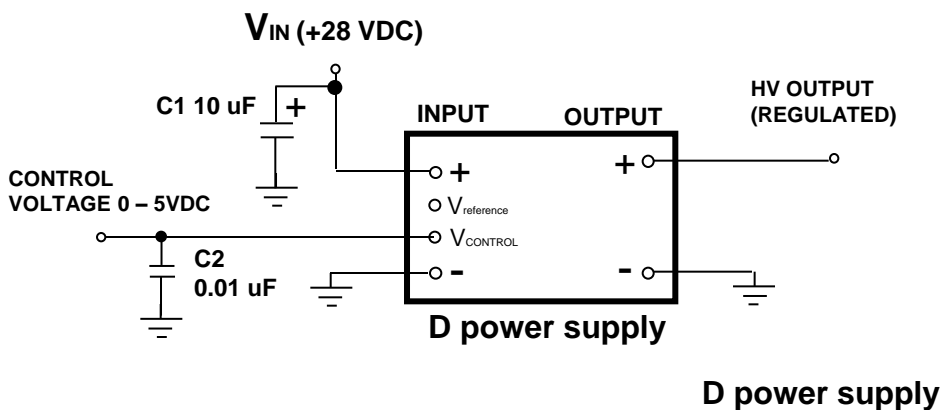 VIN (+28 VDC)
C1 10 uF
+
INPUT
OUTPUT
HV OUTPUT
(REGULATED)
+
+
CONTROL
VOLTAGE 0 – 5VDC
Vreference
VCONTROL
C2
0.01 uF
-
-
D power supply
D power supply